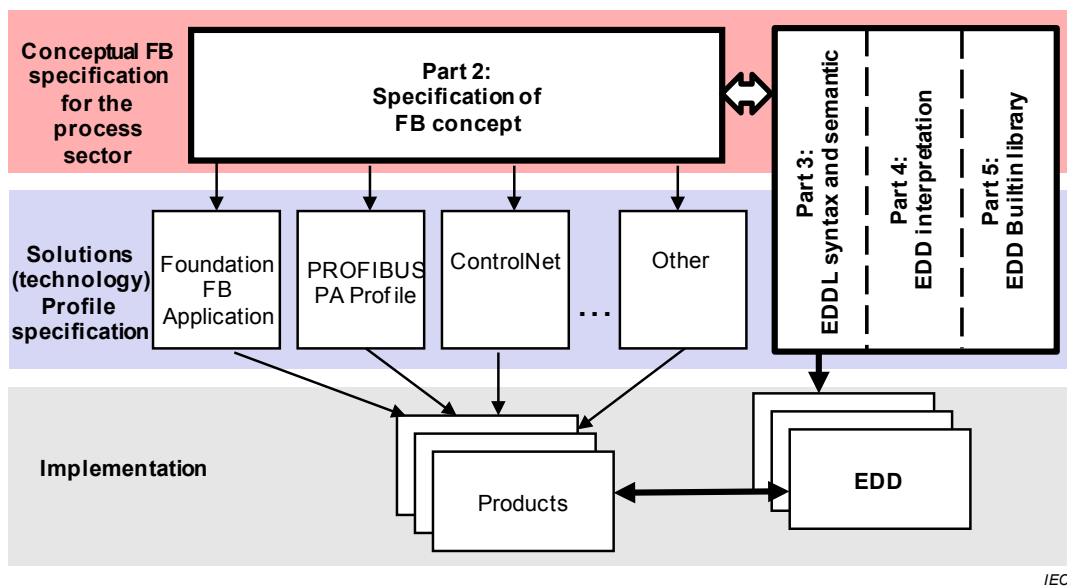 Conceptual FB
specification
for the
process
sector
Part 2:
Specification of
FB concept
Part 3:
EDDL syntax and semantic
Part 4:
EDD interpretation
Part 5:
EDD Builtin library
Solutions
(technology)
Profile
specification
Foundation
FB
Application
PROFIBUS
PA Profile
ControlNet
...
Other
Implementation
Products
EDD
IEC